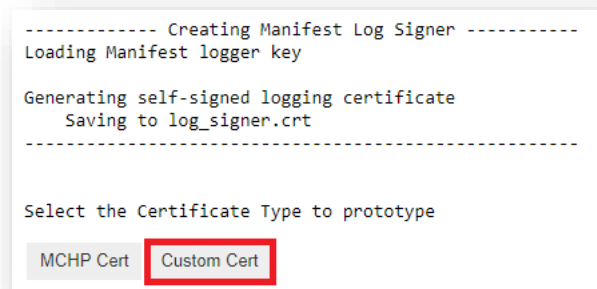 ------------- Creating Manifest Log Signer -----------
Loading Manifest logger key
Generating self-signed logging certificate
Saving to log_signer.crt
------------------------------------------------------
Select the Certificate Type to prototype
MCHP Cert Custom Cert